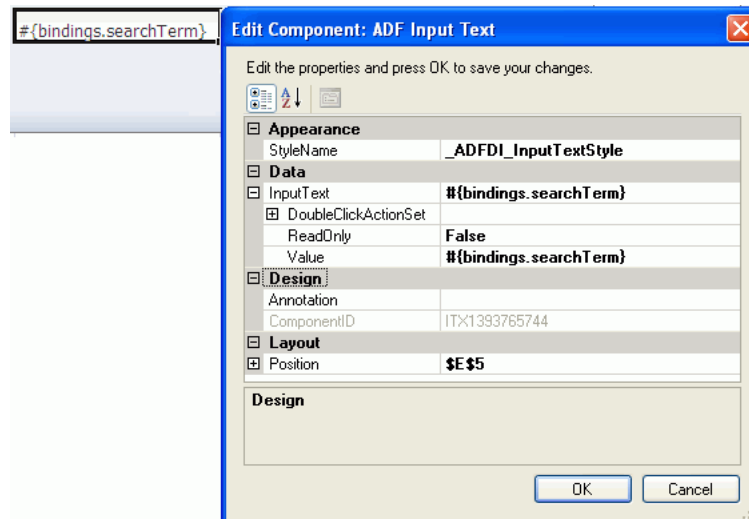 #{bindings.searchTerm}
Edit Component: ADF Input Text
Edit the properties and press OK to save your changes.
Appearance
StyleName _ADFDI_InputTextStyle
Data
InputText #{bindings.searchTerm}
DoubleClickActionSet
ReadOnly False
Value #{bindings.searchTerm}
Design
Annotation
ComponentID ITX1393765744
Layout
Position $E$5
Design
OK Cancel